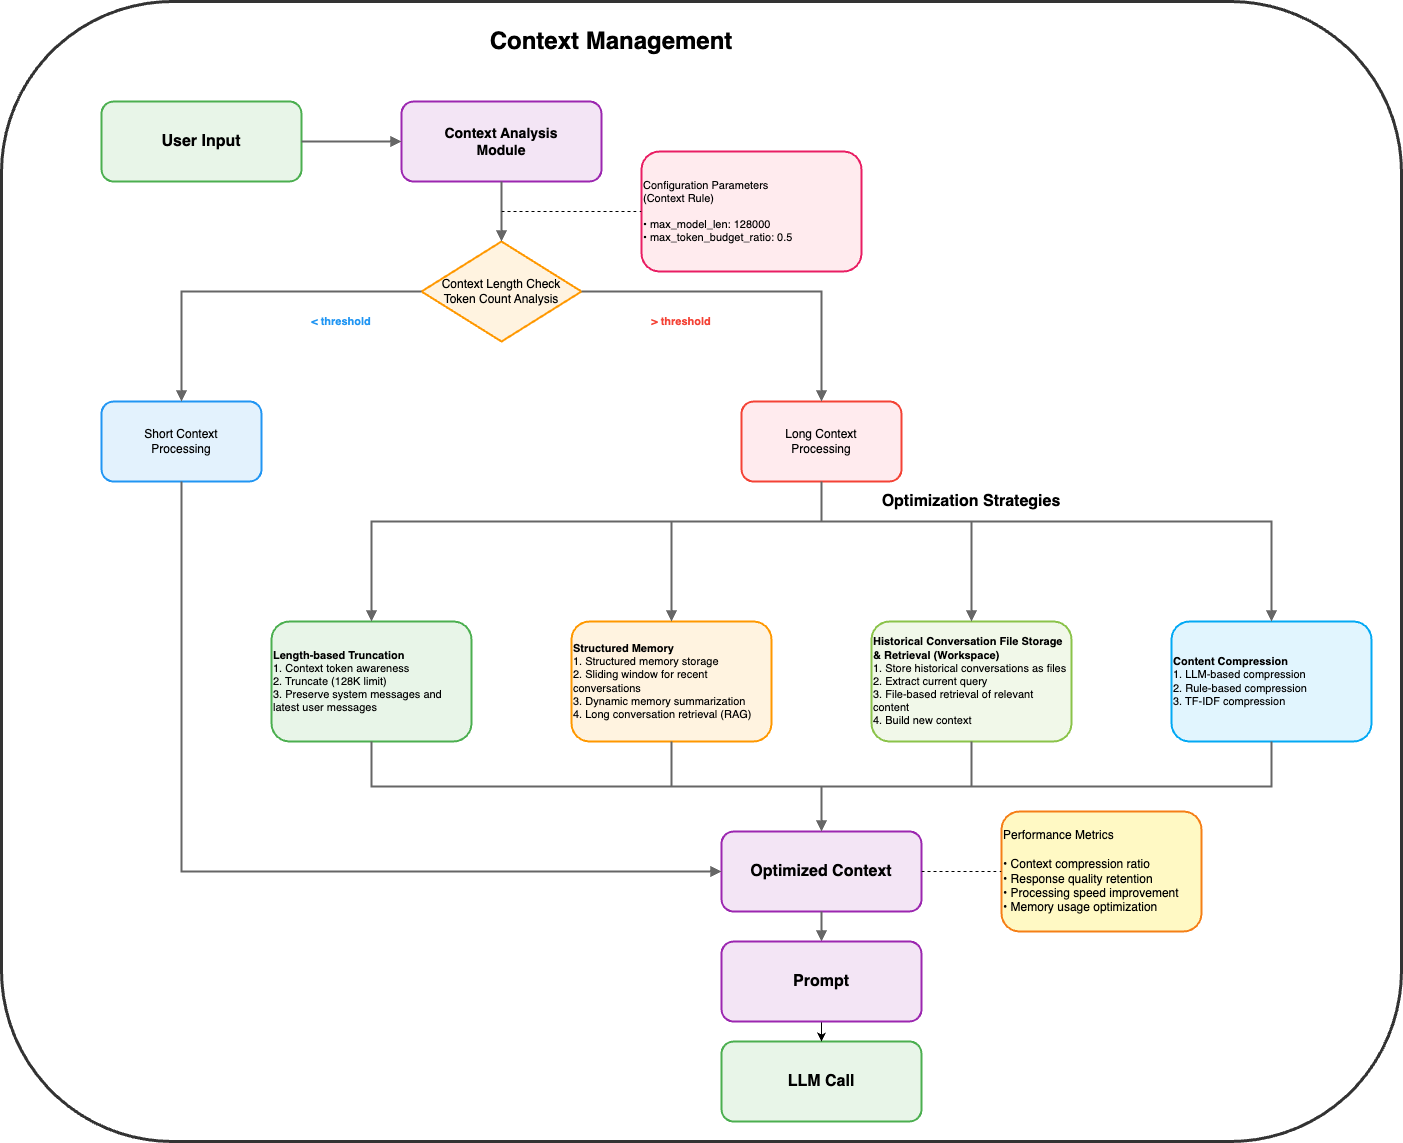 Context Management
User Input
Context Analysis
Module
Configuration Parameters
(Context Rule)
• max_model_len: 128000
• max_token_budget_ratio: 0.5
Context Length Check
Token Count Analysis
< threshold
> threshold
Short Context
Processing
Long Context
Processing
Optimization Strategies
Length-based Truncation
1. Context token awareness
2. Truncate (128K limit)
3. Preserve system messages and
latest user messages
Structured Memory
1. Structured memory storage
2. Sliding window for recent
conversations
3. Dynamic memory summarization
4. Long conversation retrieval (RAG)
Historical Conversation File Storage
& Retrieval (Workspace)
1. Store historical conversations as files
2. Extract current query
3. File-based retrieval of relevant
content
4. Build new context
Content Compression
1. LLM-based compression
2. Rule-based compression
3. TF-IDF compression
Optimized Context
Performance Metrics
• Context compression ratio
• Response quality retention
• Processing speed improvement
• Memory usage optimization
Prompt
LLM Call